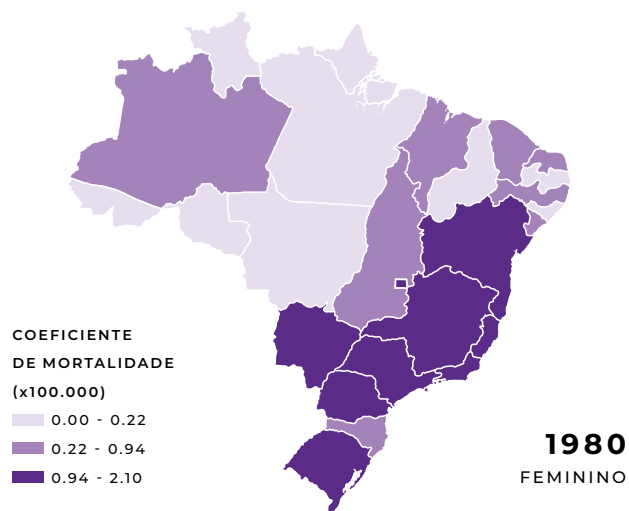 COEFICIENTE
DE MORTALIDADE
(x100.000)
0.00 - 0.22
0.22 - 0.94
0.94 - 2.10
1980
FEMININO